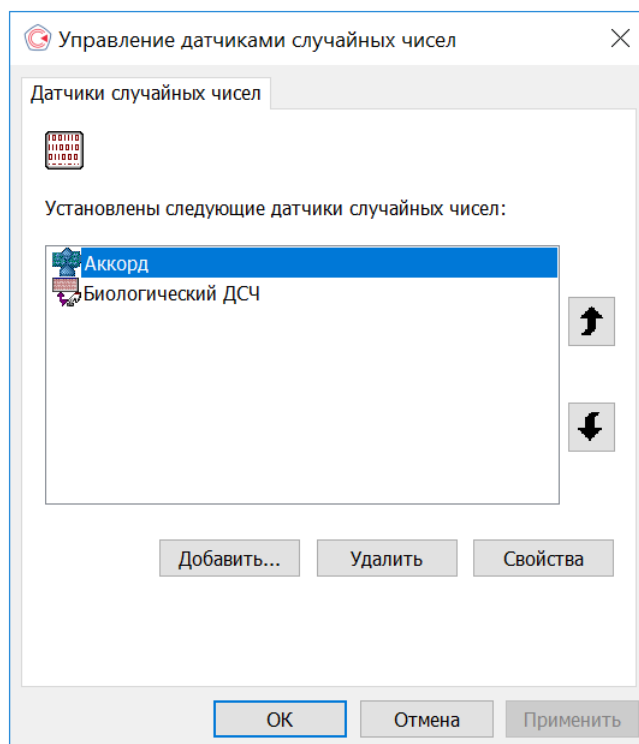 Управление датчиками случайных чисел
Датчики случайных чисел
Установлены следующие датчики случайных чисел:
Аккорд
Биологический ДСЧ
Добавить...
Удалить
Свойства
ОК
Отмена
Применить